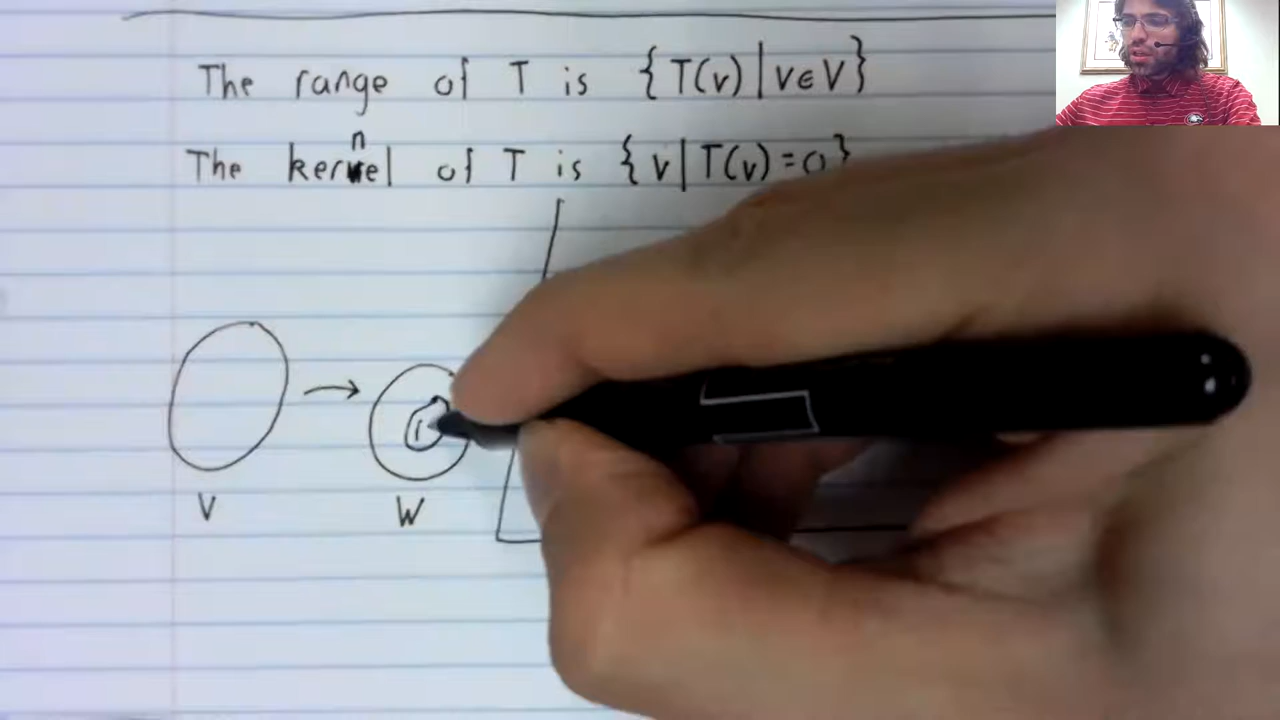 The range of T is {T(v)|v∈V}
The kernel of T is {v|T(v)=0}
V → W